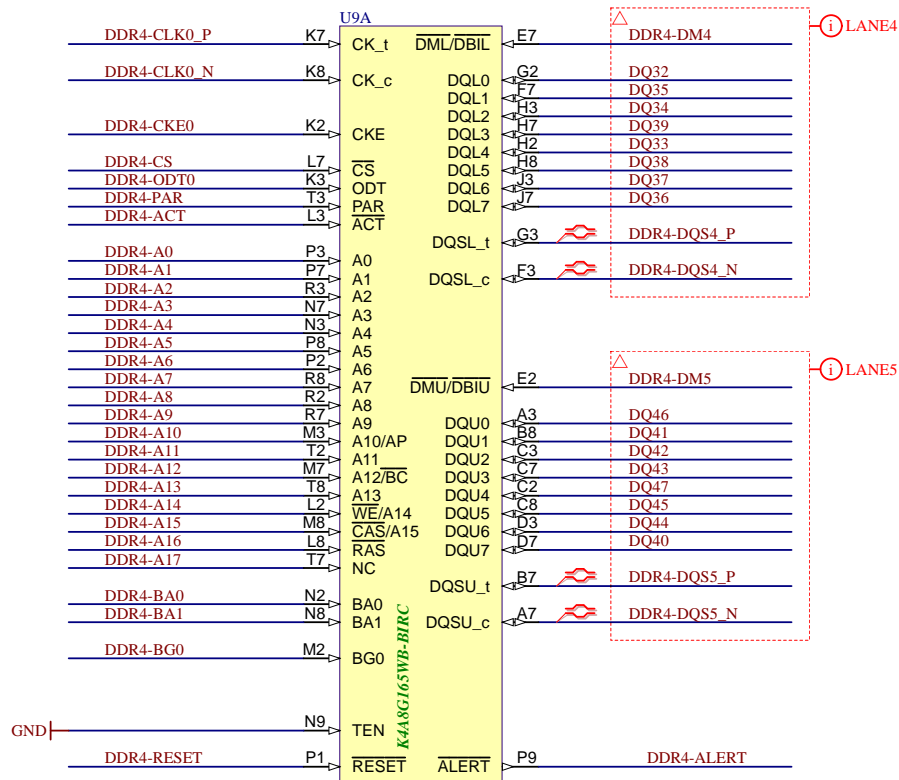 U9A
DDR4-CLK0_P K7 CK_t DML/DBIL E7 DDR4-DM4 i LANE4
DDR4-CLK0_N K8 CK_c DQL0 G2 DQ32
DQL1 F7 DQ35
DQL2 H3 DQ34
DDR4-CKE0 K2 CKE DQL3 H7 DQ39
DQL4 H2 DQ33
DDR4-CS L7 CS DQL5 H8 DQ38
DDR4-ODT0 K3 ODT DQL6 J3 DQ37
DDR4-PAR T3 PAR DQL7 J7 DQ36
DDR4-ACT L3 ACT
DQSL_t G3 DDR4-DQS4_P
DDR4-A0 P3 A0
DDR4-A1 P7 A1 DQSL_c F3 DDR4-DQS4_N
DDR4-A2 R3 A2
DDR4-A3 N7 A3
DDR4-A4 N3 A4
DDR4-A5 P8 A5
DDR4-A6 P2 A6 i LANE5
DDR4-A7 R8 A7 DMU/DBIU E2 DDR4-DM5
DDR4-A8 R2 A8
DDR4-A9 R7 A9 DQU0 A3 DQ46
DDR4-A10 M3 A10/AP DQU1 B8 DQ41
DDR4-A11 T2 A11 DQU2 C3 DQ42
DDR4-A12 M7 A12/BC DQU3 C7 DQ43
DDR4-A13 T8 A13 DQU4 C2 DQ47
DDR4-A14 L2 WE/A14 DQU5 C8 DQ45
DDR4-A15 M8 CAS/A15 DQU6 D3 DQ44
DDR4-A16 L8 RAS DQU7 D7 DQ40
DDR4-A17 T7 NC
DQSU_t B7 DDR4-DQS5_P
DDR4-BA0 N2 BA0
DDR4-BA1 N8 BA1 DQSU_c A7 DDR4-DQS5_N
DDR4-BG0 M2 BG0
K4A8G165WB-BIRC
GND N9 TEN
DDR4-RESET P1 RESET ALERT P9 DDR4-ALERT